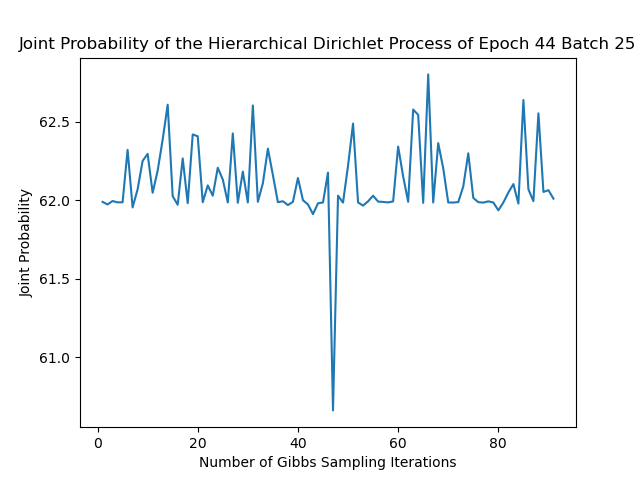 Joint Probability of the Hierarchical Dirichlet Process of Epoch 44 Batch 25
62.5
62.0
61.5
61.0
Joint Probability
0 20 40 60 80
Number of Gibbs Sampling Iterations